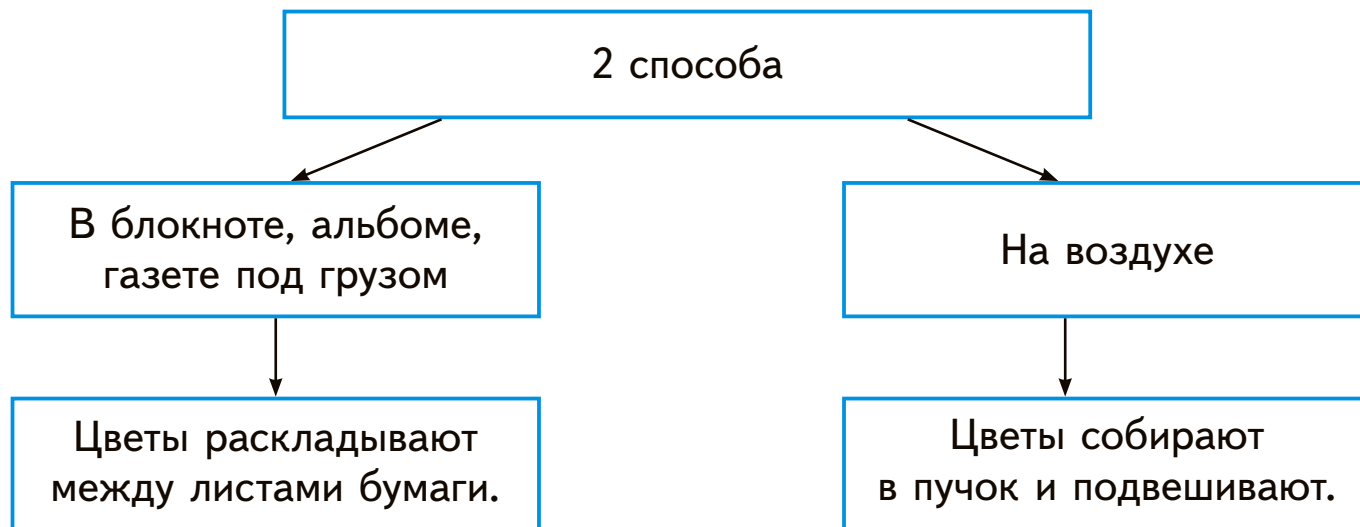 2 способа
В блокноте, альбоме,
газете под грузом
На воздухе
Цветы раскладывают
между листами бумаги.
Цветы собирают
в пучок и подвешивают.